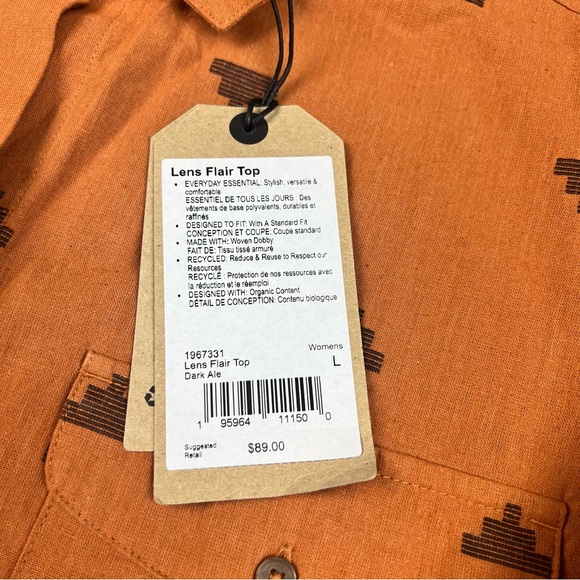 Lens Flair Top
• EVERYDAY ESSENTIAL: Stylish, versatile &
comfortable
ESSENTIEL DE TOUS LES JOURS : Des
vêtements de base polyvalents, durables et
raffinés
• DESIGNED TO FIT: With A Standard Fit
CONCEPTION ET COUPE: Coupe standard
• MADE WITH: Woven Dobby
FAIT DE: Tissu tissé armuré
• RECYCLED: Reduce & Reuse to Respect our
Resources
RECYCLÉ : Protection de nos ressources avec
la réduction et le réemploi
• DESIGNED WITH: Organic Content
DÉTAIL DE CONCEPTION: Contenu biologique
1967331 Womens
Lens Flair Top L
Dark Ale
1 95964 11150 0
Suggested
Retail $89.00